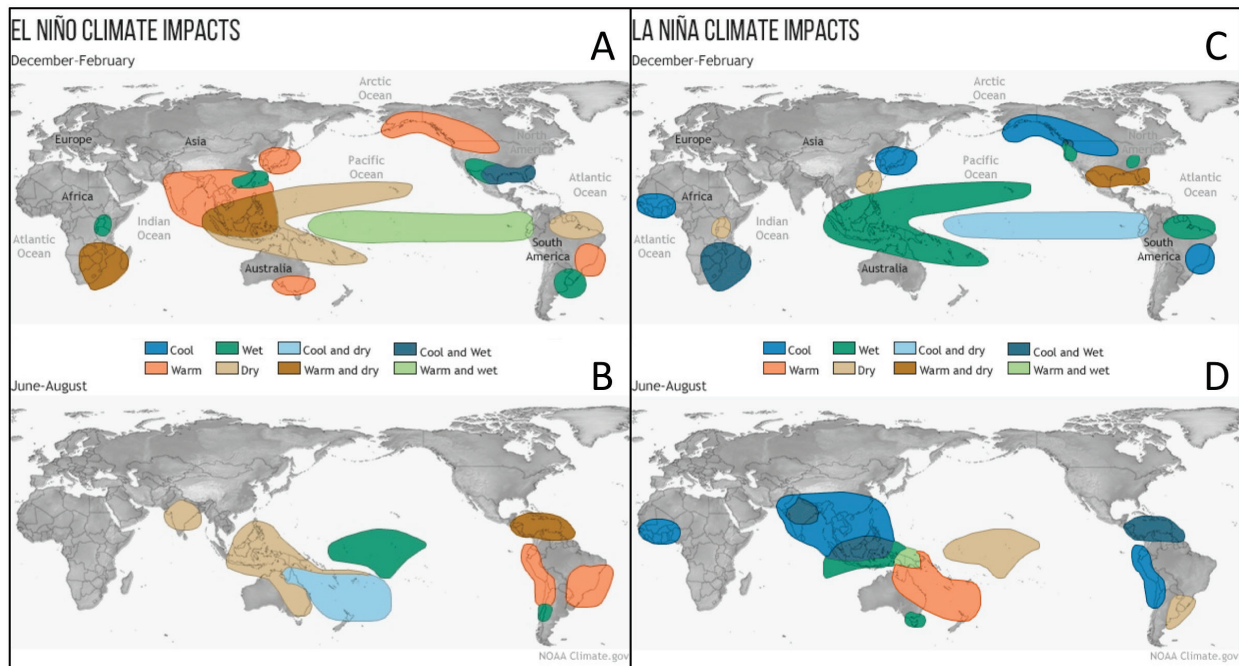 EL NIÑO CLIMATE IMPACTS
A
December-February
Arctic
Ocean
Europe
Asia
North
America
Pacific
Ocean
Atlantic
Ocean
Africa
Indian
Ocean
Atlantic
Ocean
South
America
Australia
Cool
Wet
Cool and dry
Cool and Wet
Warm
Dry
Warm and dry
Warm and wet
B
June-August
NOAA Climate.gov
LA NIÑA CLIMATE IMPACTS
C
December-February
Arctic
Ocean
Europe
Asia
North
America
Pacific
Ocean
Atlantic
Ocean
Africa
Indian
Ocean
Atlantic
Ocean
South
America
Australia
Cool
Wet
Cool and dry
Cool and Wet
Warm
Dry
Warm and dry
Warm and wet
D
June-August
NOAA Climate.gov